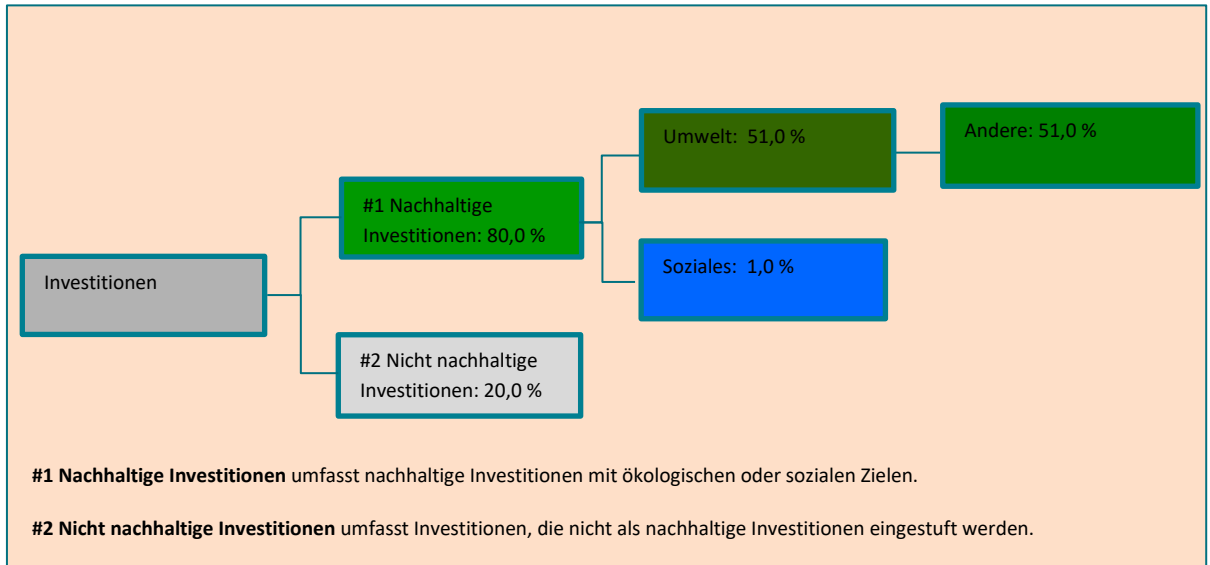 Umwelt: 51,0 %
Andere: 51,0 %
#1 Nachhaltige
Investitionen: 80,0 %
Soziales: 1,0 %
Investitionen
#2 Nicht nachhaltige
Investitionen: 20,0 %
#1 Nachhaltige Investitionen umfasst nachhaltige Investitionen mit ökologischen oder sozialen Zielen.
#2 Nicht nachhaltige Investitionen umfasst Investitionen, die nicht als nachhaltige Investitionen eingestuft werden.